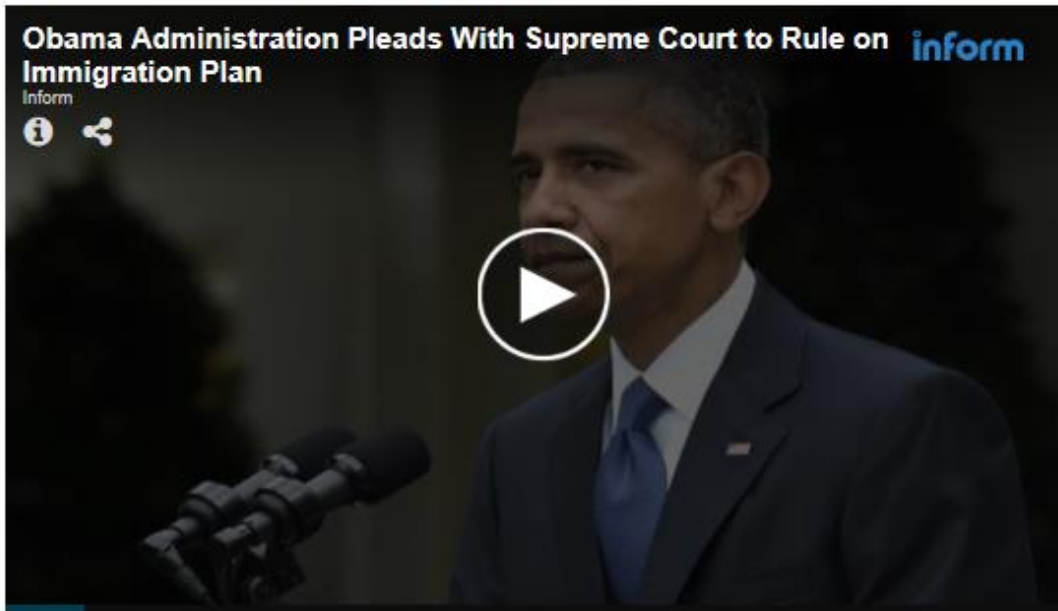 Obama Administration Pleads With Supreme Court to Rule on
Immigration Plan
inform
Inform